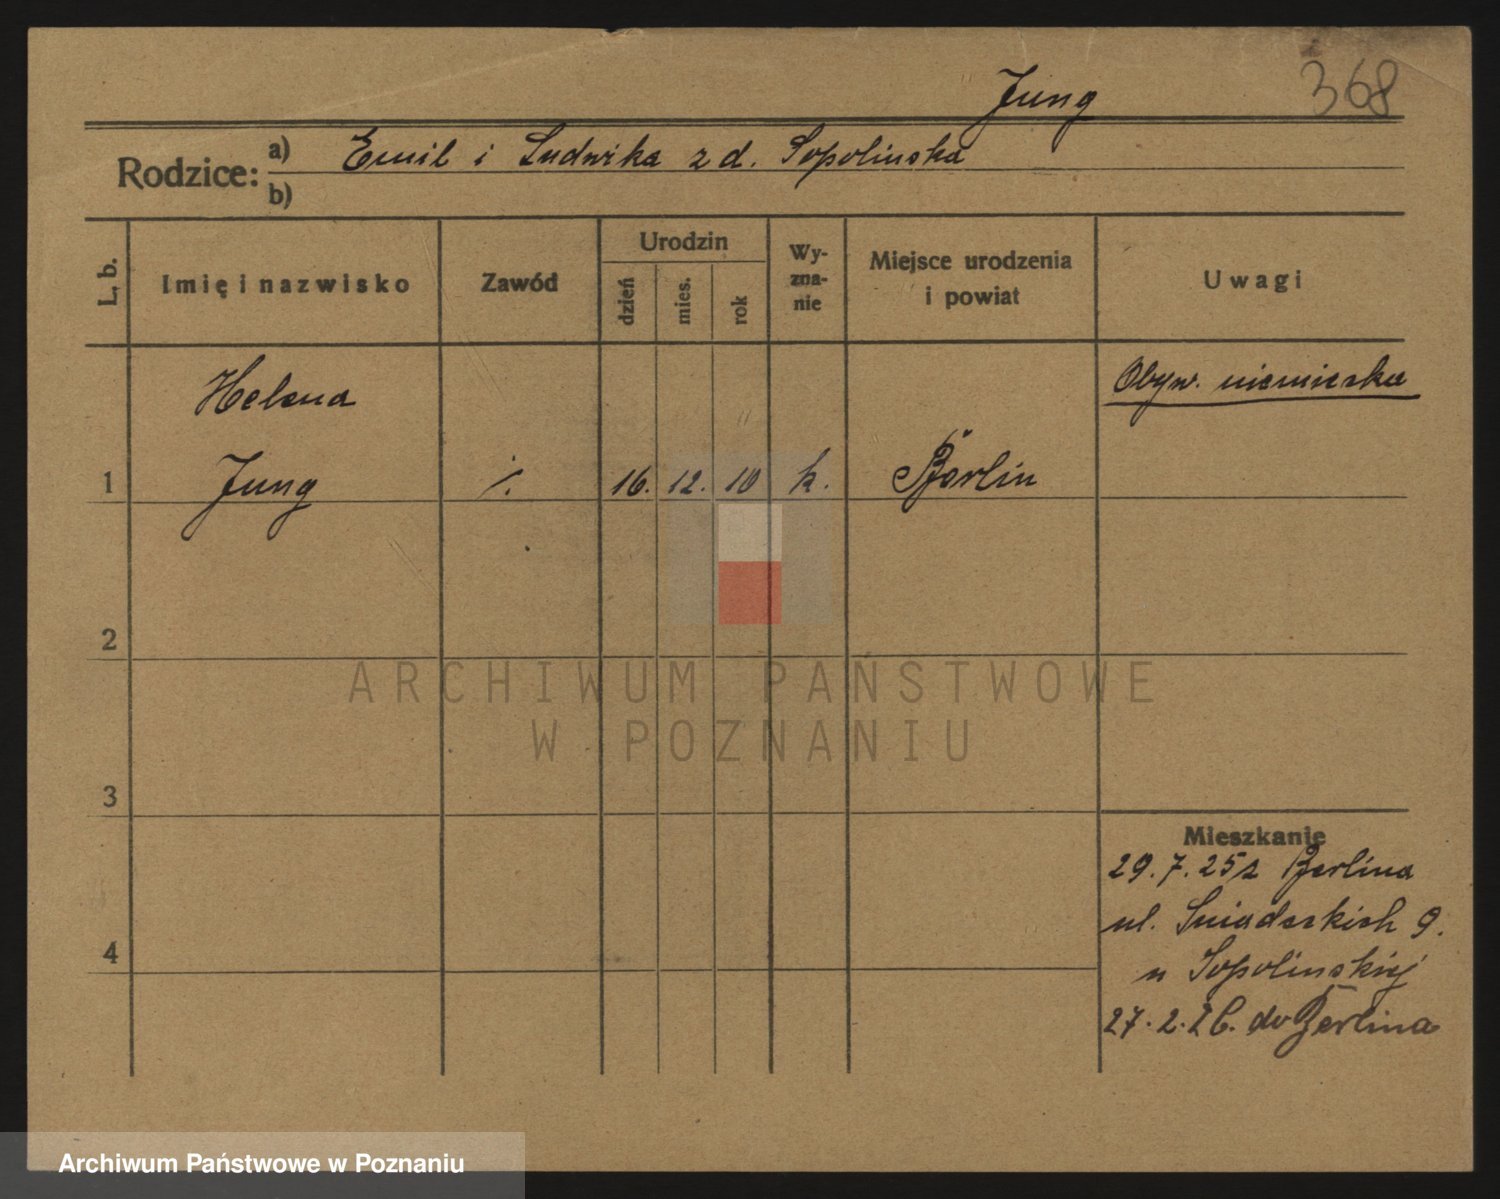 Jung 368
Rodzice: a) Emil i Ludwika z d. Sopolinska
b)
L. b. Imię i nazwisko Zawód Urodzin dzień mies. rok Wy-zna-nie Miejsce urodzenia i powiat Uwagi
Helena Obyw. niemiecka
1 Jung 16. 12. 10 k. Berlin
2
3
4
Mieszkanie
29. 7. 25 z Berlina
ul. Sniadeckich 9.
u Sopolinskiej
27. 2. 26. do Berlina
ARCHIWUM PAŃSTWOWE
W POZNANIU
Archiwum Państwowe w Poznaniu